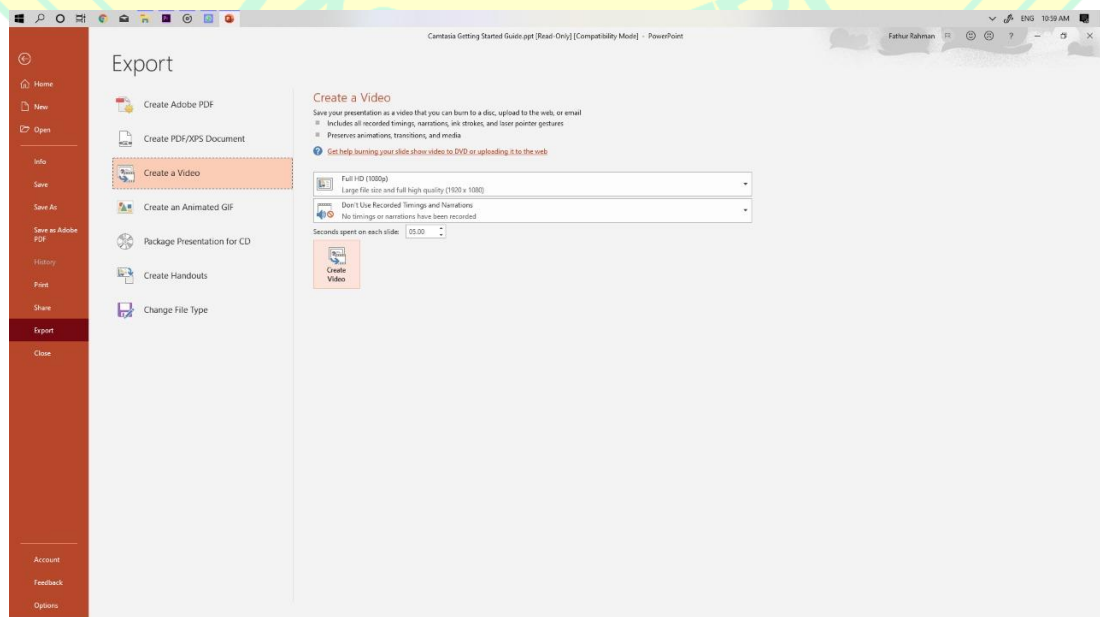 ENG 10:59 AM
Camtasia Getting Started Guide.ppt [Read-Only] [Compatibility Mode] - PowerPoint
Fathur Rahman FR ? 
Export
Home
New
Open
Info
Save
Save As
Save as Adobe
PDF
History
Print
Share
Export
Close
Account
Feedback
Options
Create Adobe PDF
Create PDF/XPS Document
Create a Video
Create an Animated GIF
Package Presentation for CD
Create Handouts
Change File Type
Create a Video
Save your presentation as a video that you can burn to a disc, upload to the web, or email
Includes all recorded timings, narrations, ink strokes, and laser pointer gestures
Preserves animations, transitions, and media
Get help burning your slide show video to DVD or uploading it to the web
Full HD (1080p)
Large file size and full high quality (1920 x 1080)
Don't Use Recorded Timings and Narrations
No timings or narrations have been recorded
Seconds spent on each slide: 05.00
Create
Video